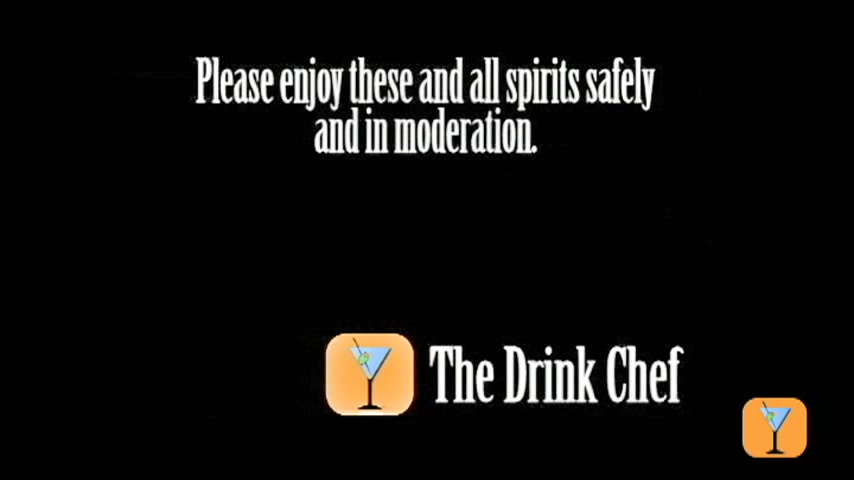 Please enjoy these and all spirits safely
and in moderation.
The Drink Chef